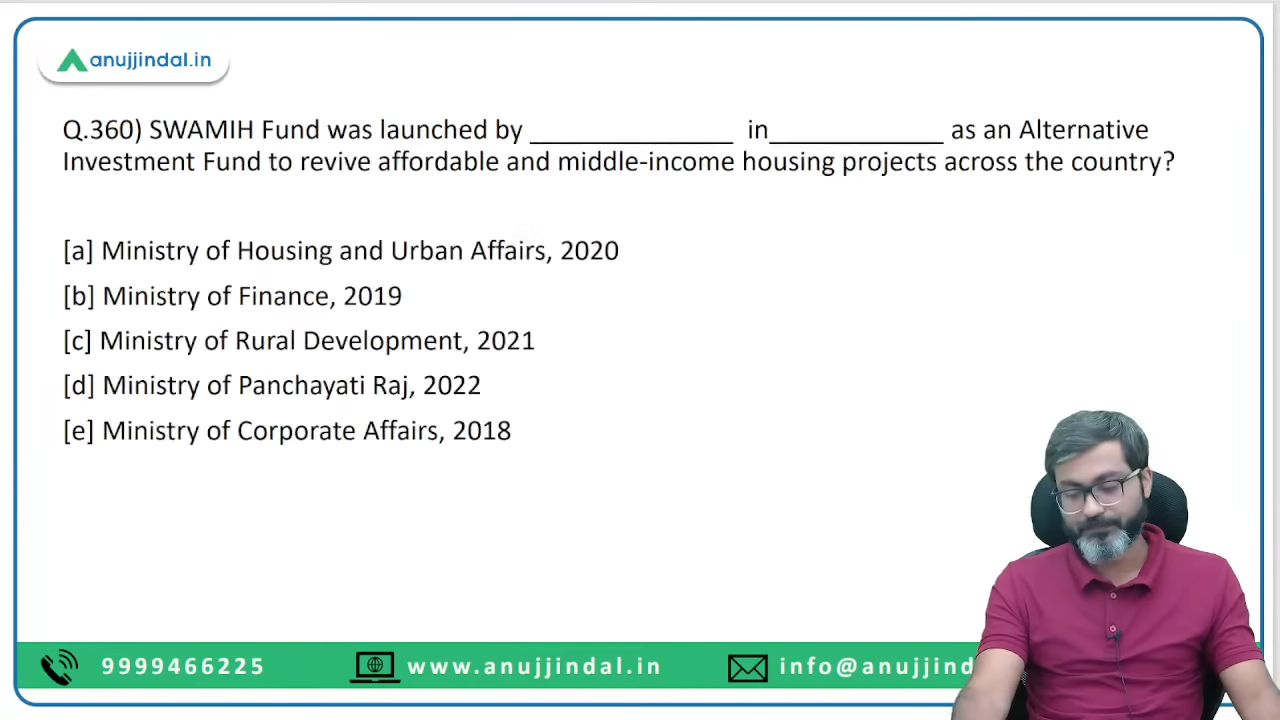 anujjindal.in
Q.360) SWAMIH Fund was launched by ______________ in____________ as an Alternative
Investment Fund to revive affordable and middle-income housing projects across the country?
[a] Ministry of Housing and Urban Affairs, 2020
[b] Ministry of Finance, 2019
[c] Ministry of Rural Development, 2021
[d] Ministry of Panchayati Raj, 2022
[e] Ministry of Corporate Affairs, 2018
9999466225 www.anujjindal.in info@anujjind